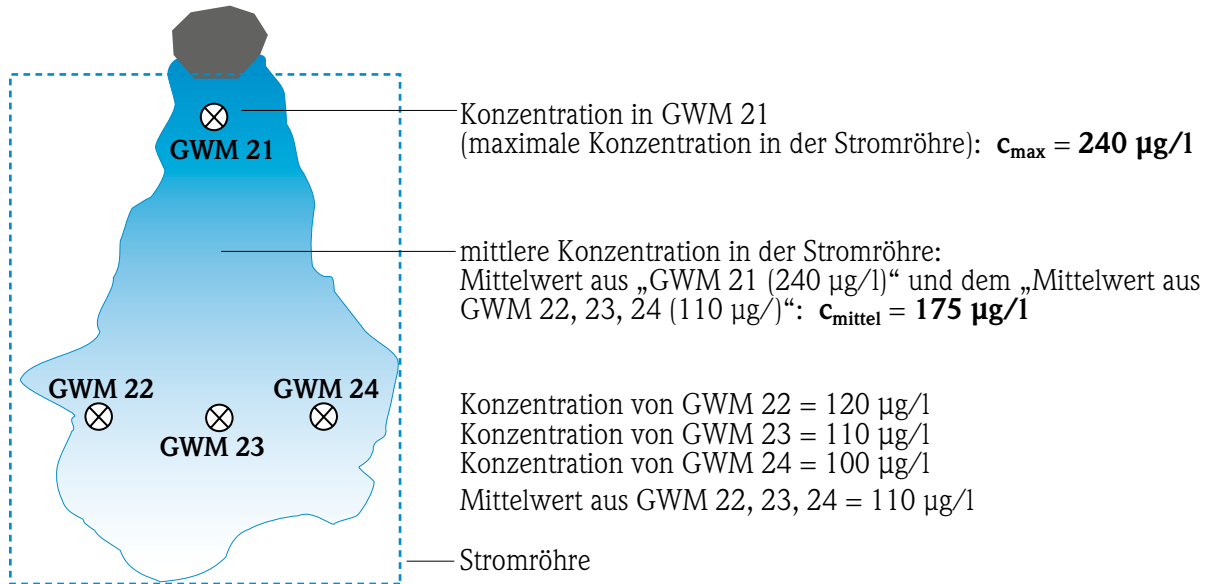 GWM 21
Konzentration in GWM 21
(maximale Konzentration in der Stromröhre): cmax = 240 µg/l
mittlere Konzentration in der Stromröhre:
Mittelwert aus „GWM 21 (240 µg/l)“ und dem „Mittelwert aus
GWM 22, 23, 24 (110 µg/)“: cmittel = 175 µg/l
GWM 22
GWM 24
GWM 23
Konzentration von GWM 22 = 120 µg/l
Konzentration von GWM 23 = 110 µg/l
Konzentration von GWM 24 = 100 µg/l
Mittelwert aus GWM 22, 23, 24 = 110 µg/l
Stromröhre